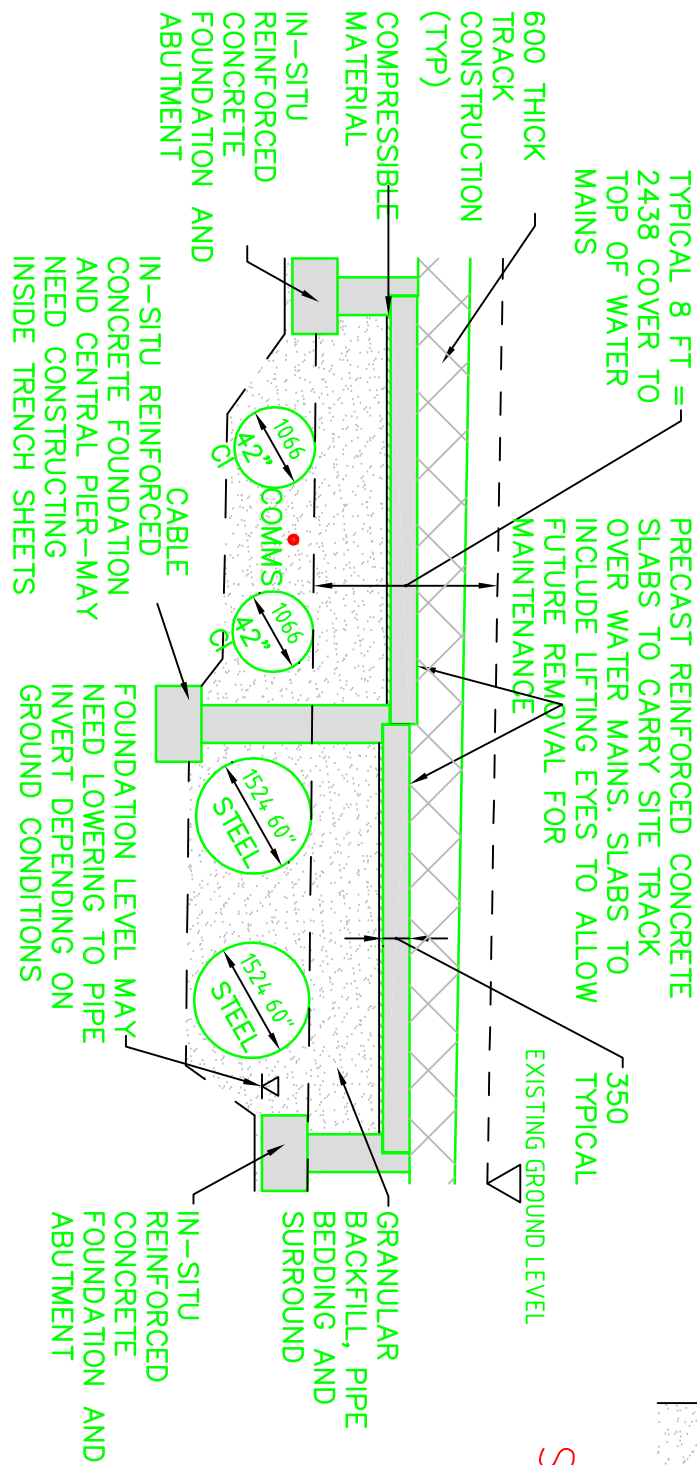 600 THICK
TRACK
CONSTRUCTION
(TYP)
COMPRESSIBLE
MATERIAL
IN-SITU
REINFORCED
CONCRETE
FOUNDATION AND
ABUTMENT
TYPICAL 8 FT =
2438 COVER TO
TOP OF WATER
MAINS
PRECAST REINFORCED CONCRETE
SLABS TO CARRY SITE TRACK
OVER WATER MAINS. SLABS TO
INCLUDE LIFTING EYES TO ALLOW
FUTURE REMOVAL FOR
MAINTENANCE
350
TYPICAL
EXISTING GROUND LEVEL
1066
42"
CI
COMMS
CABLE
1066
42"
CI
1524 60"
STEEL
1524 60"
STEEL
IN-SITU REINFORCED
CONCRETE FOUNDATION
AND CENTRAL PIER-MAY
NEED CONSTRUCTING
INSIDE TRENCH SHEETS
FOUNDATION LEVEL MAY
NEED LOWERING TO PIPE
INVERT DEPENDING ON
GROUND CONDITIONS
GRANULAR
BACKFILL, PIPE
BEDDING AND
SURROUND
IN-SITU
REINFORCED
CONCRETE
FOUNDATION AND
ABUTMENT
S